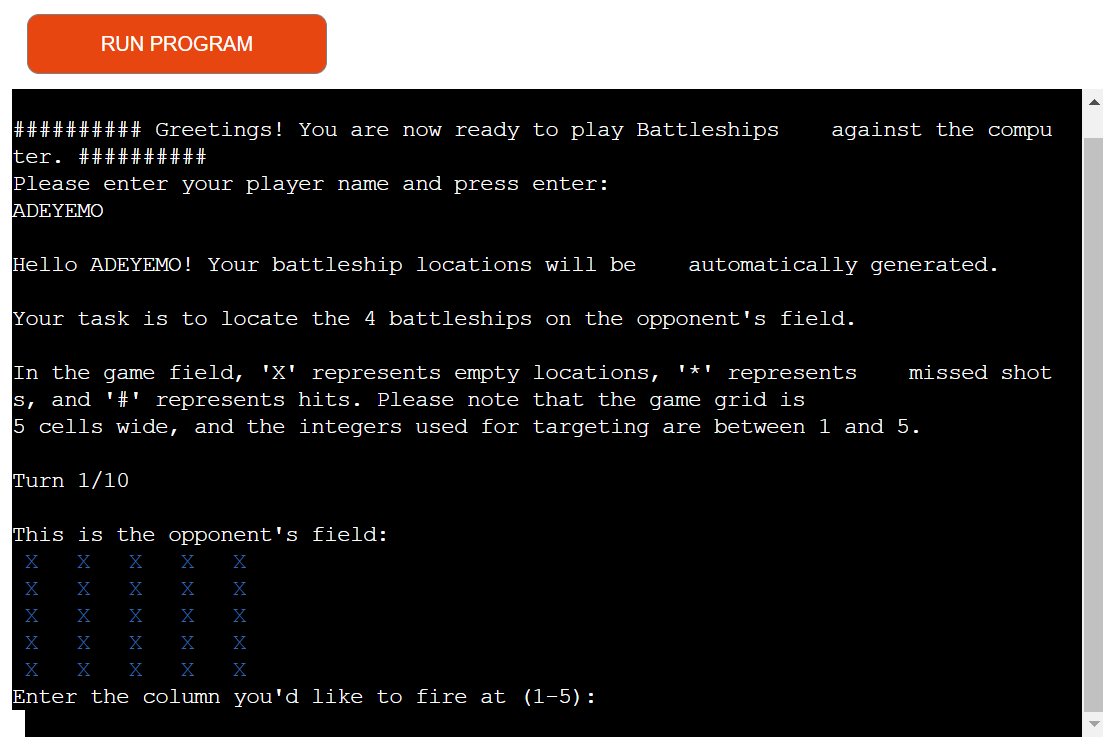 RUN PROGRAM
########## Greetings! You are now ready to play Battleships    against the compu
ter. ##########
Please enter your player name and press enter:
ADEYEMO
Hello ADEYEMO! Your battleship locations will be    automatically generated.
Your task is to locate the 4 battleships on the opponent's field.
In the game field, 'X' represents empty locations, '*' represents    missed shot
s, and '#' represents hits. Please note that the game grid is
5 cells wide, and the integers used for targeting are between 1 and 5.
Turn 1/10
This is the opponent's field:
X   X   X   X   X
X   X   X   X   X
X   X   X   X   X
X   X   X   X   X
X   X   X   X   X
Enter the column you'd like to fire at (1-5):